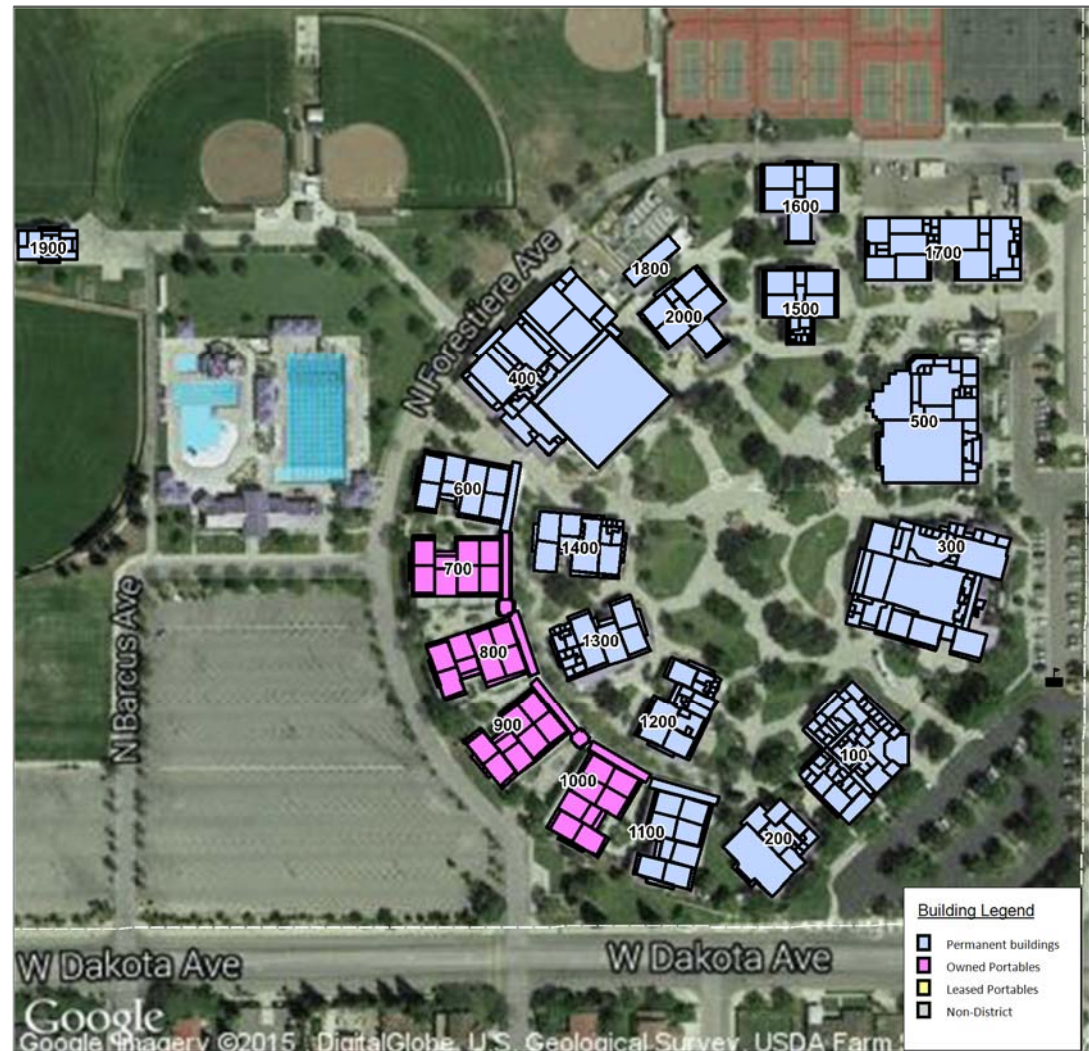 1600
1900
1700
N Forestiere Ave
1800
1500
2000
400
500
600
300
1400
700
1300
800
N Barcus Ave
1200
900
100
1000
1100
200
Building Legend
Permanent buildings
Owned Portables
Leased Portables
Non-District
W Dakota Ave
W Dakota Ave
Google
Google Imagery ©2015 , DigitalGlobe, U.S. Geological Survey, USDA Farm